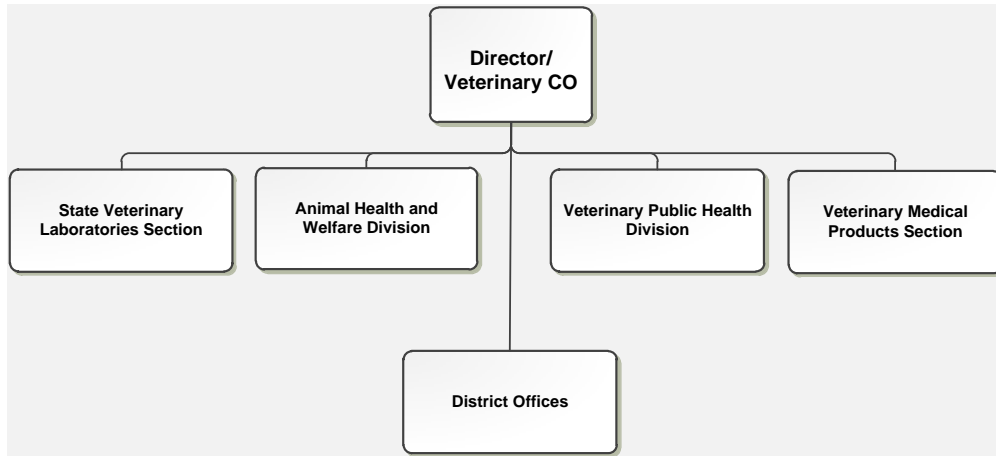 Director/
Veterinary CO
State Veterinary
Laboratories Section
Animal Health and
Welfare Division
Veterinary Public Health
Division
Veterinary Medical
Products Section
District Offices